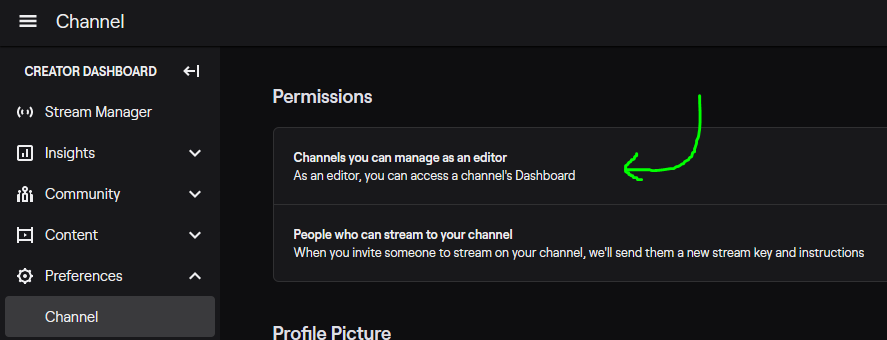 Channel
CREATOR DASHBOARD
Stream Manager
Insights
Community
Content
Preferences
Channel
Permissions
Channels you can manage as an editor
As an editor, you can access a channel's Dashboard
People who can stream to your channel
When you invite someone to stream on your channel, we'll send them a new stream key and instructions
Profile Picture